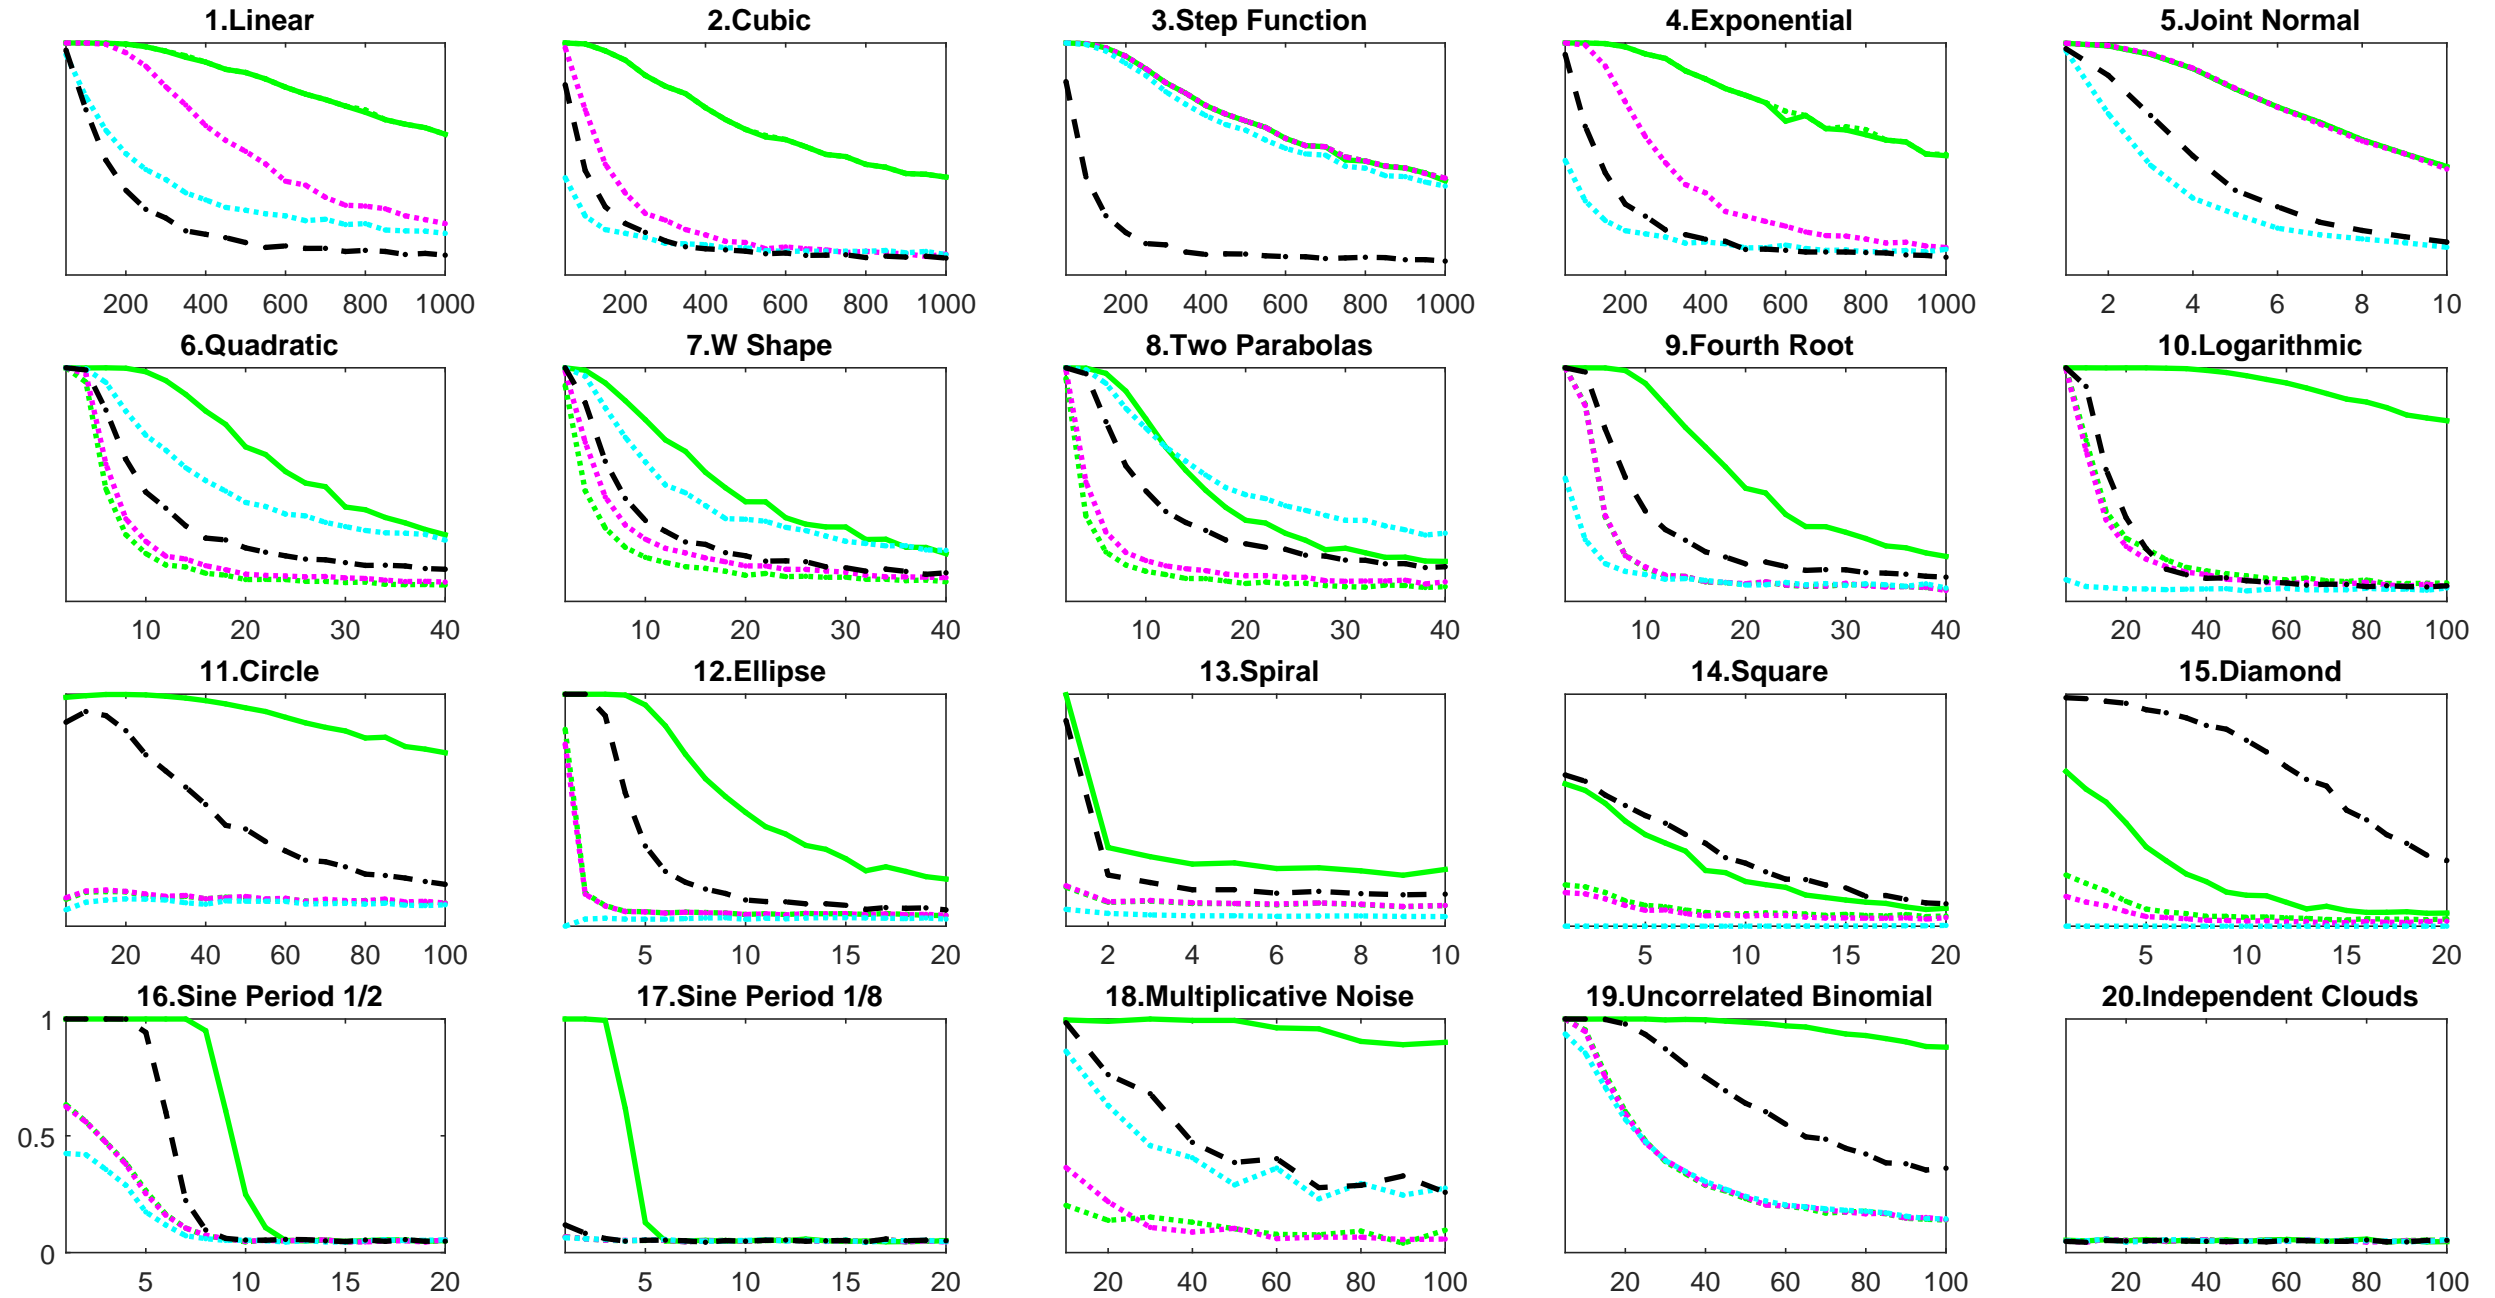 1.Linear 2.Cubic 3.Step Function 4.Exponential 5.Joint Normal
200 400 600 800 1000 200 400 600 800 1000 200 400 600 800 1000 200 400 600 800 1000 2 4 6 8 10
6.Quadratic 7.W Shape 8.Two Parabolas 9.Fourth Root 10.Logarithmic
10 20 30 40 10 20 30 40 10 20 30 40 10 20 30 40 20 40 60 80 100
11.Circle 12.Ellipse 13.Spiral 14.Square 15.Diamond
20 40 60 80 100 5 10 15 20 2 4 6 8 10 5 10 15 20 5 10 15 20
16.Sine Period 1/2 17.Sine Period 1/8 18.Multiplicative Noise 19.Uncorrelated Binomial 20.Independent Clouds
1
0.5
0
5 10 15 20 5 10 15 20 20 40 60 80 100 20 40 60 80 100 20 40 60 80 100